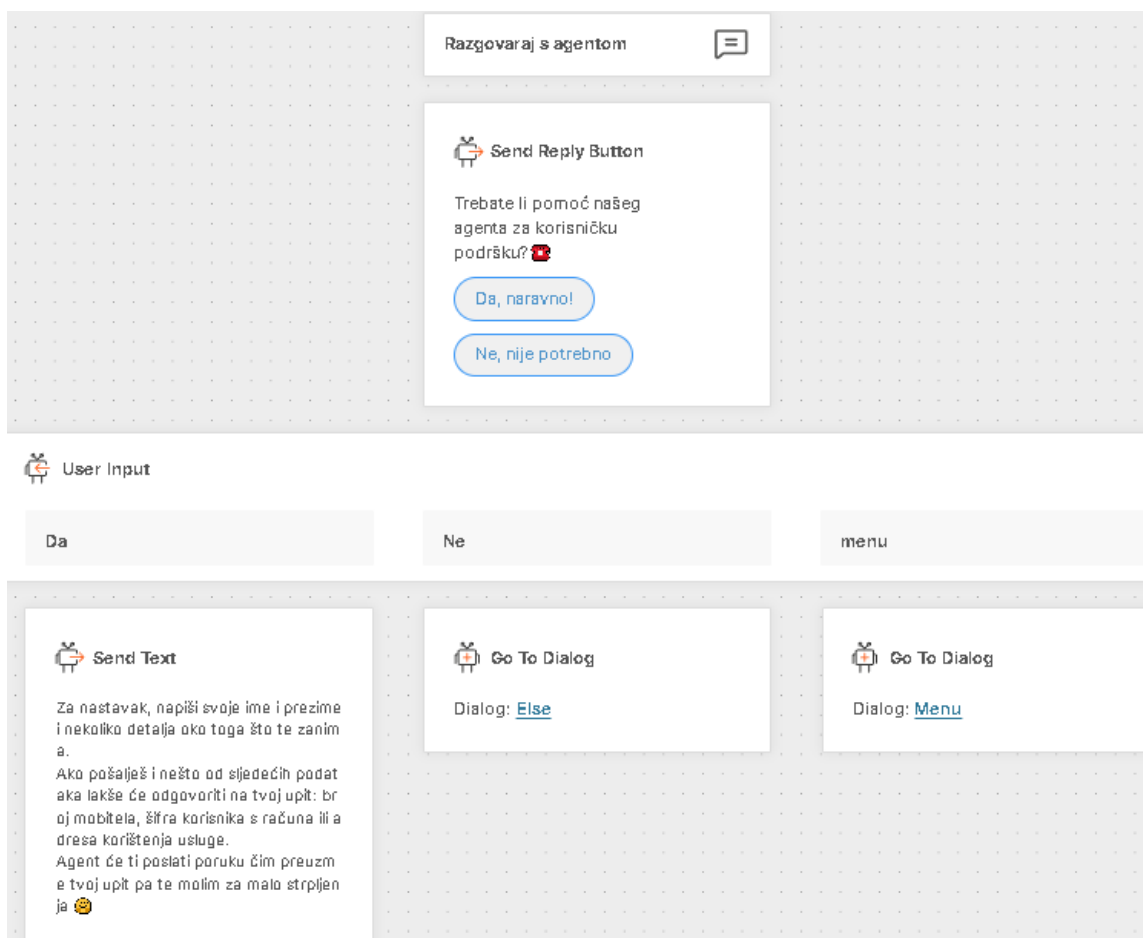 Razgovaraj s agentom
Send Reply Button
Trebate li pomoć našeg
agenta za korisničku
podršku?☎️
Da, naravno!
Ne, nije potrebno
User Input
Da
Ne
menu
Send Text
Za nastavak, napiši svoje ime i prezime
i nekoliko detalja oko toga što te zanim
a.
Ako pošalješ i nešto od sljedećih podat
aka lakše će odgovoriti na tvoj upit: br
oj mobitela, šifra korisnika s računa ili a
dresa korištenja usluge.
Agent će ti poslati poruku čim preuzm
e tvoj upit pa te molim za malo strpljen
ja 🤗
Go To Dialog
Dialog: Else
Go To Dialog
Dialog: Menu